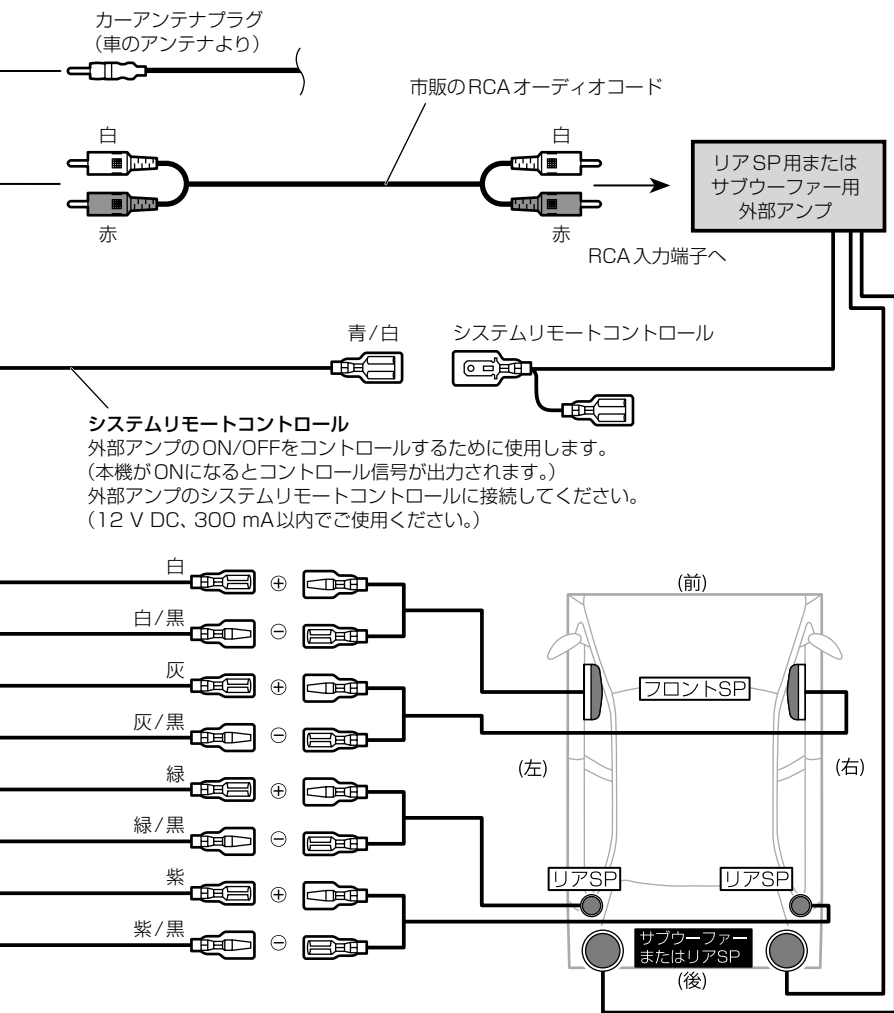 カーアンテナプラグ
（車のアンテナより）
市販のRCAオーディオコード
白
白
リアSP用または
サブウーファー用
外部アンプ
赤
赤
RCA入力端子へ
青/白
システムリモートコントロール
システムリモートコントロール
外部アンプのON/OFFをコントロールするために使用します。
（本機がONになるとコントロール信号が出力されます。）
外部アンプのシステムリモートコントロールに接続してください。
（12 V DC、300 mA以内でご使用ください。）
白
⊕
(前)
白/黒
⊖
灰
⊕
フロントSP
灰/黒
⊖
(左)
(右)
緑
⊕
緑/黒
⊖
紫
⊕
リアSP
リアSP
紫/黒
⊖
サブウーファー
またはリアSP
(後)